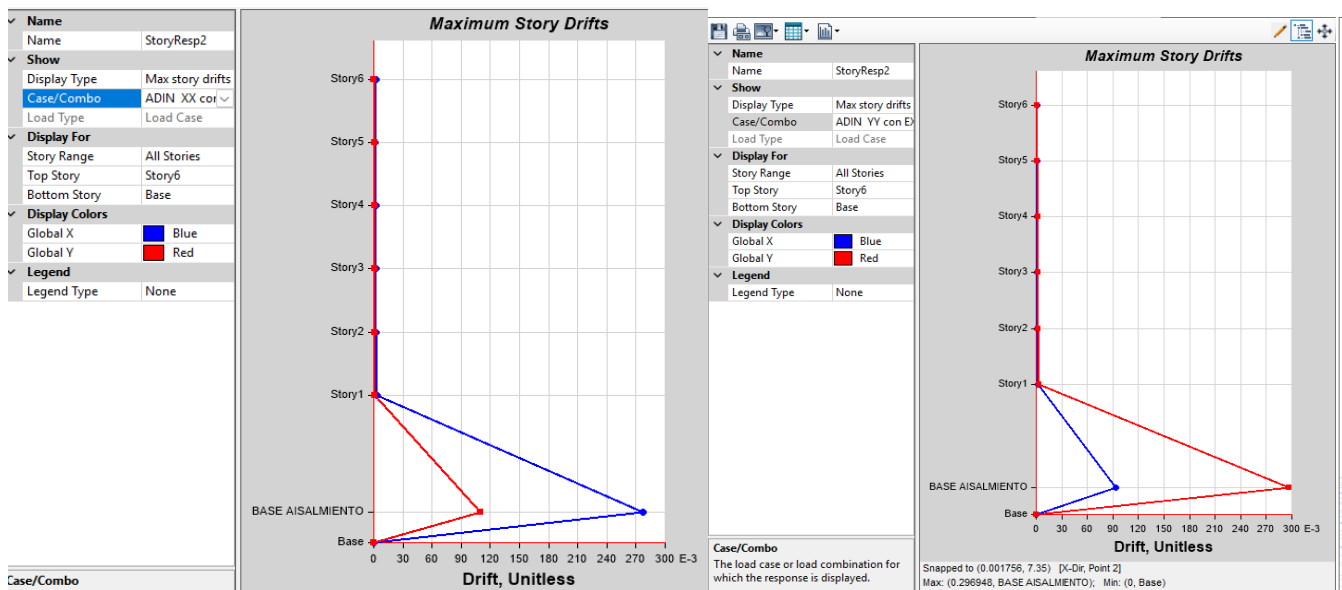 Name
Name StoryResp2
Show
Display Type Max story drifts
Case/Combo ADIN XX cor
Load Type Load Case
Display For
Story Range All Stories
Top Story Story6
Bottom Story Base
Display Colors
Global X Blue
Global Y Red
Legend
Legend Type None
Case/Combo
Maximum Story Drifts
Story6
Story5
Story4
Story3
Story2
Story1
BASE AISALMIENTO
Base
0 30 60 90 120 150 180 210 240 270 300 E-3
Drift, Unitless
Name
Name StoryResp2
Show
Display Type Max story drifts
Case/Combo ADIN YY con EX
Load Type Load Case
Display For
Story Range All Stories
Top Story Story6
Bottom Story Base
Display Colors
Global X Blue
Global Y Red
Legend
Legend Type None
Case/Combo
The load case or load combination for
which the response is displayed.
Maximum Story Drifts
Story6
Story5
Story4
Story3
Story2
Story1
BASE AISALMIENTO
Base
0 30 60 90 120 150 180 210 240 270 300 E-3
Drift, Unitless
Snapped to (0.001756, 7.35) [X-Dir, Point 2]
Max: (0.296948, BASE AISALMIENTO); Min: (0, Base)